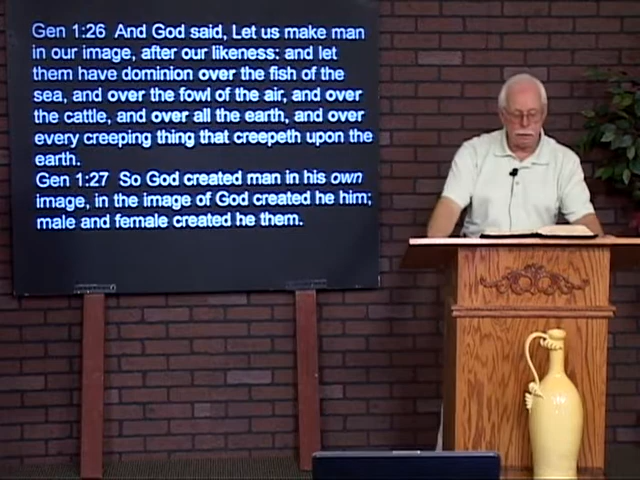 Gen 1:26 And God said, Let us make man
in our image, after our likeness: and let
them have dominion over the fish of the
sea, and over the fowl of the air, and over
the cattle, and over all the earth, and over
every creeping thing that creepeth upon the
earth.
Gen 1:27 So God created man in his own
image, in the image of God created he him;
male and female created he them.